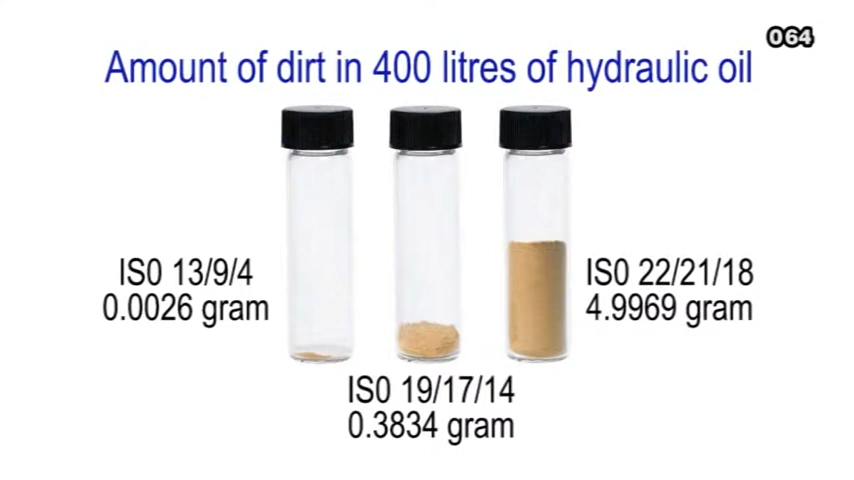 064
Amount of dirt in 400 litres of hydraulic oil
IS0 13/9/4
0.0026 gram
IS0 22/21/18
4.9969 gram
IS0 19/17/14
0.3834 gram